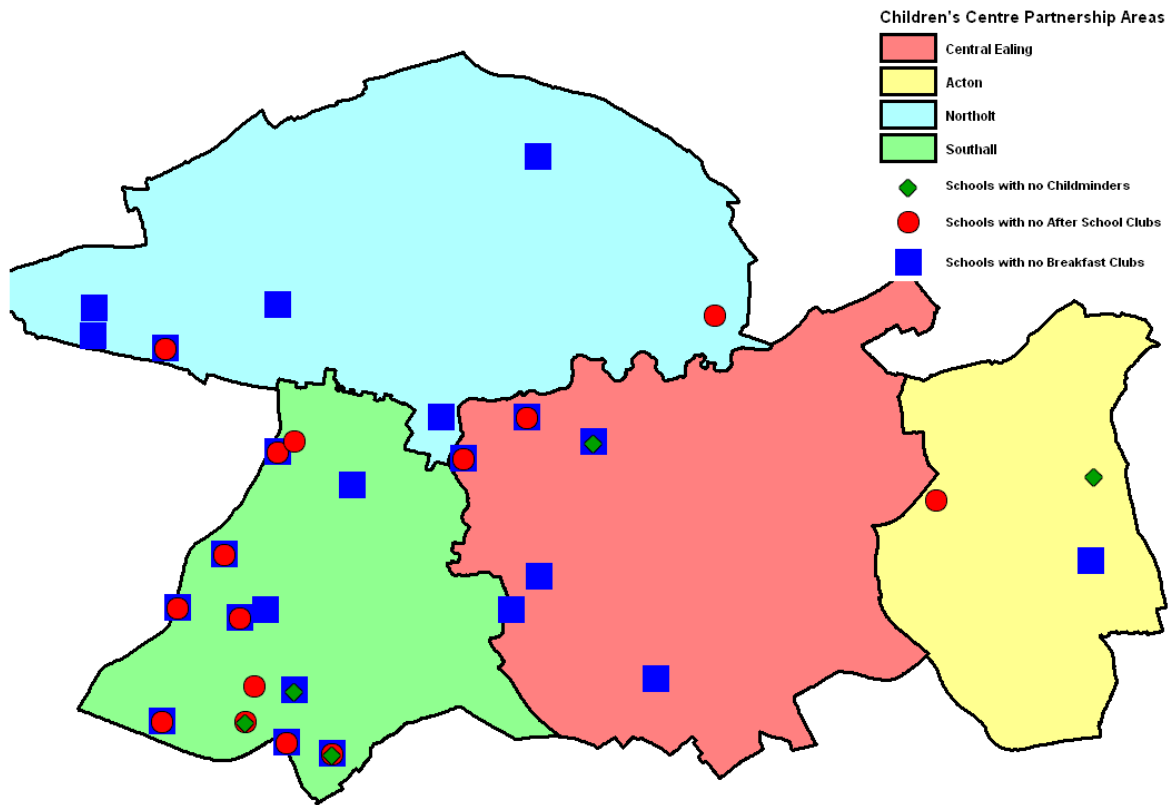 Children's Centre Partnership Areas
Central Ealing
Acton
Northolt
Southall
Schools with no Childminders
Schools with no After School Clubs
Schools with no Breakfast Clubs